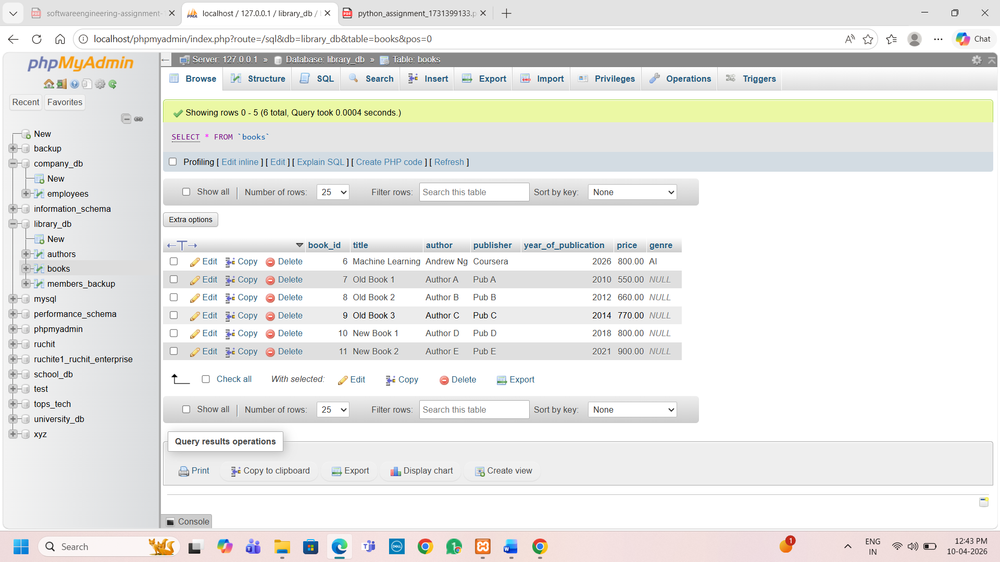 softwareengineering-assignment-
localhost / 127.0.0.1 / library_db /
python_assignment_1731399133.p
localhost/phpmyadmin/index.php?route=/sql&db=library_db&table=books&pos=0
Chat
phpMyAdmin
Recent Favorites
New
backup
company_db
New
employees
information_schema
library_db
New
authors
books
members_backup
mysql
performance_schema
phpmyadmin
ruchit
ruchite1_ruchit_enterprise
school_db
test
tops_tech
university_db
xyz
Server: 127.0.0.1 » Database: library_db » Table: books
Browse Structure SQL Search Insert Export Import Privileges Operations Triggers
Showing rows 0 - 5 (6 total, Query took 0.0004 seconds.)
SELECT * FROM `books`
Profiling [ Edit inline ] [ Edit ] [ Explain SQL ] [ Create PHP code ] [ Refresh ]
Show all Number of rows: 25 Filter rows: Search this table Sort by key: None
Extra options
book_id title author publisher year_of_publication price genre
Edit Copy Delete 6 Machine Learning Andrew Ng Coursera 2026 800.00 AI
Edit Copy Delete 7 Old Book 1 Author A Pub A 2010 550.00 NULL
Edit Copy Delete 8 Old Book 2 Author B Pub B 2012 660.00 NULL
Edit Copy Delete 9 Old Book 3 Author C Pub C 2014 770.00 NULL
Edit Copy Delete 10 New Book 1 Author D Pub D 2018 800.00 NULL
Edit Copy Delete 11 New Book 2 Author E Pub E 2021 900.00 NULL
Check all With selected: Edit Copy Delete Export
Show all Number of rows: 25 Filter rows: Search this table Sort by key: None
Query results operations
Print Copy to clipboard Export Display chart Create view
Console
Search
1
ENG
IN
12:43 PM
10-04-2026